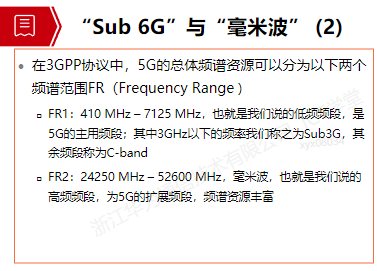 “Sub 6G”与“毫米波” (2)
在3GPP协议中，5G的总体频谱资源可以分为以下两个
频谱范围FR（Frequency Range）
FR1：410 MHz – 7125 MHz，也就是我们说的低频频段，是
5G的主用频段；其中3GHz以下的频率我们称之为Sub3G，其
余频段称为C-band
FR2：24250 MHz – 52600 MHz，毫米波，也就是我们说的
高频频段，为5G的扩展频段，频谱资源丰富